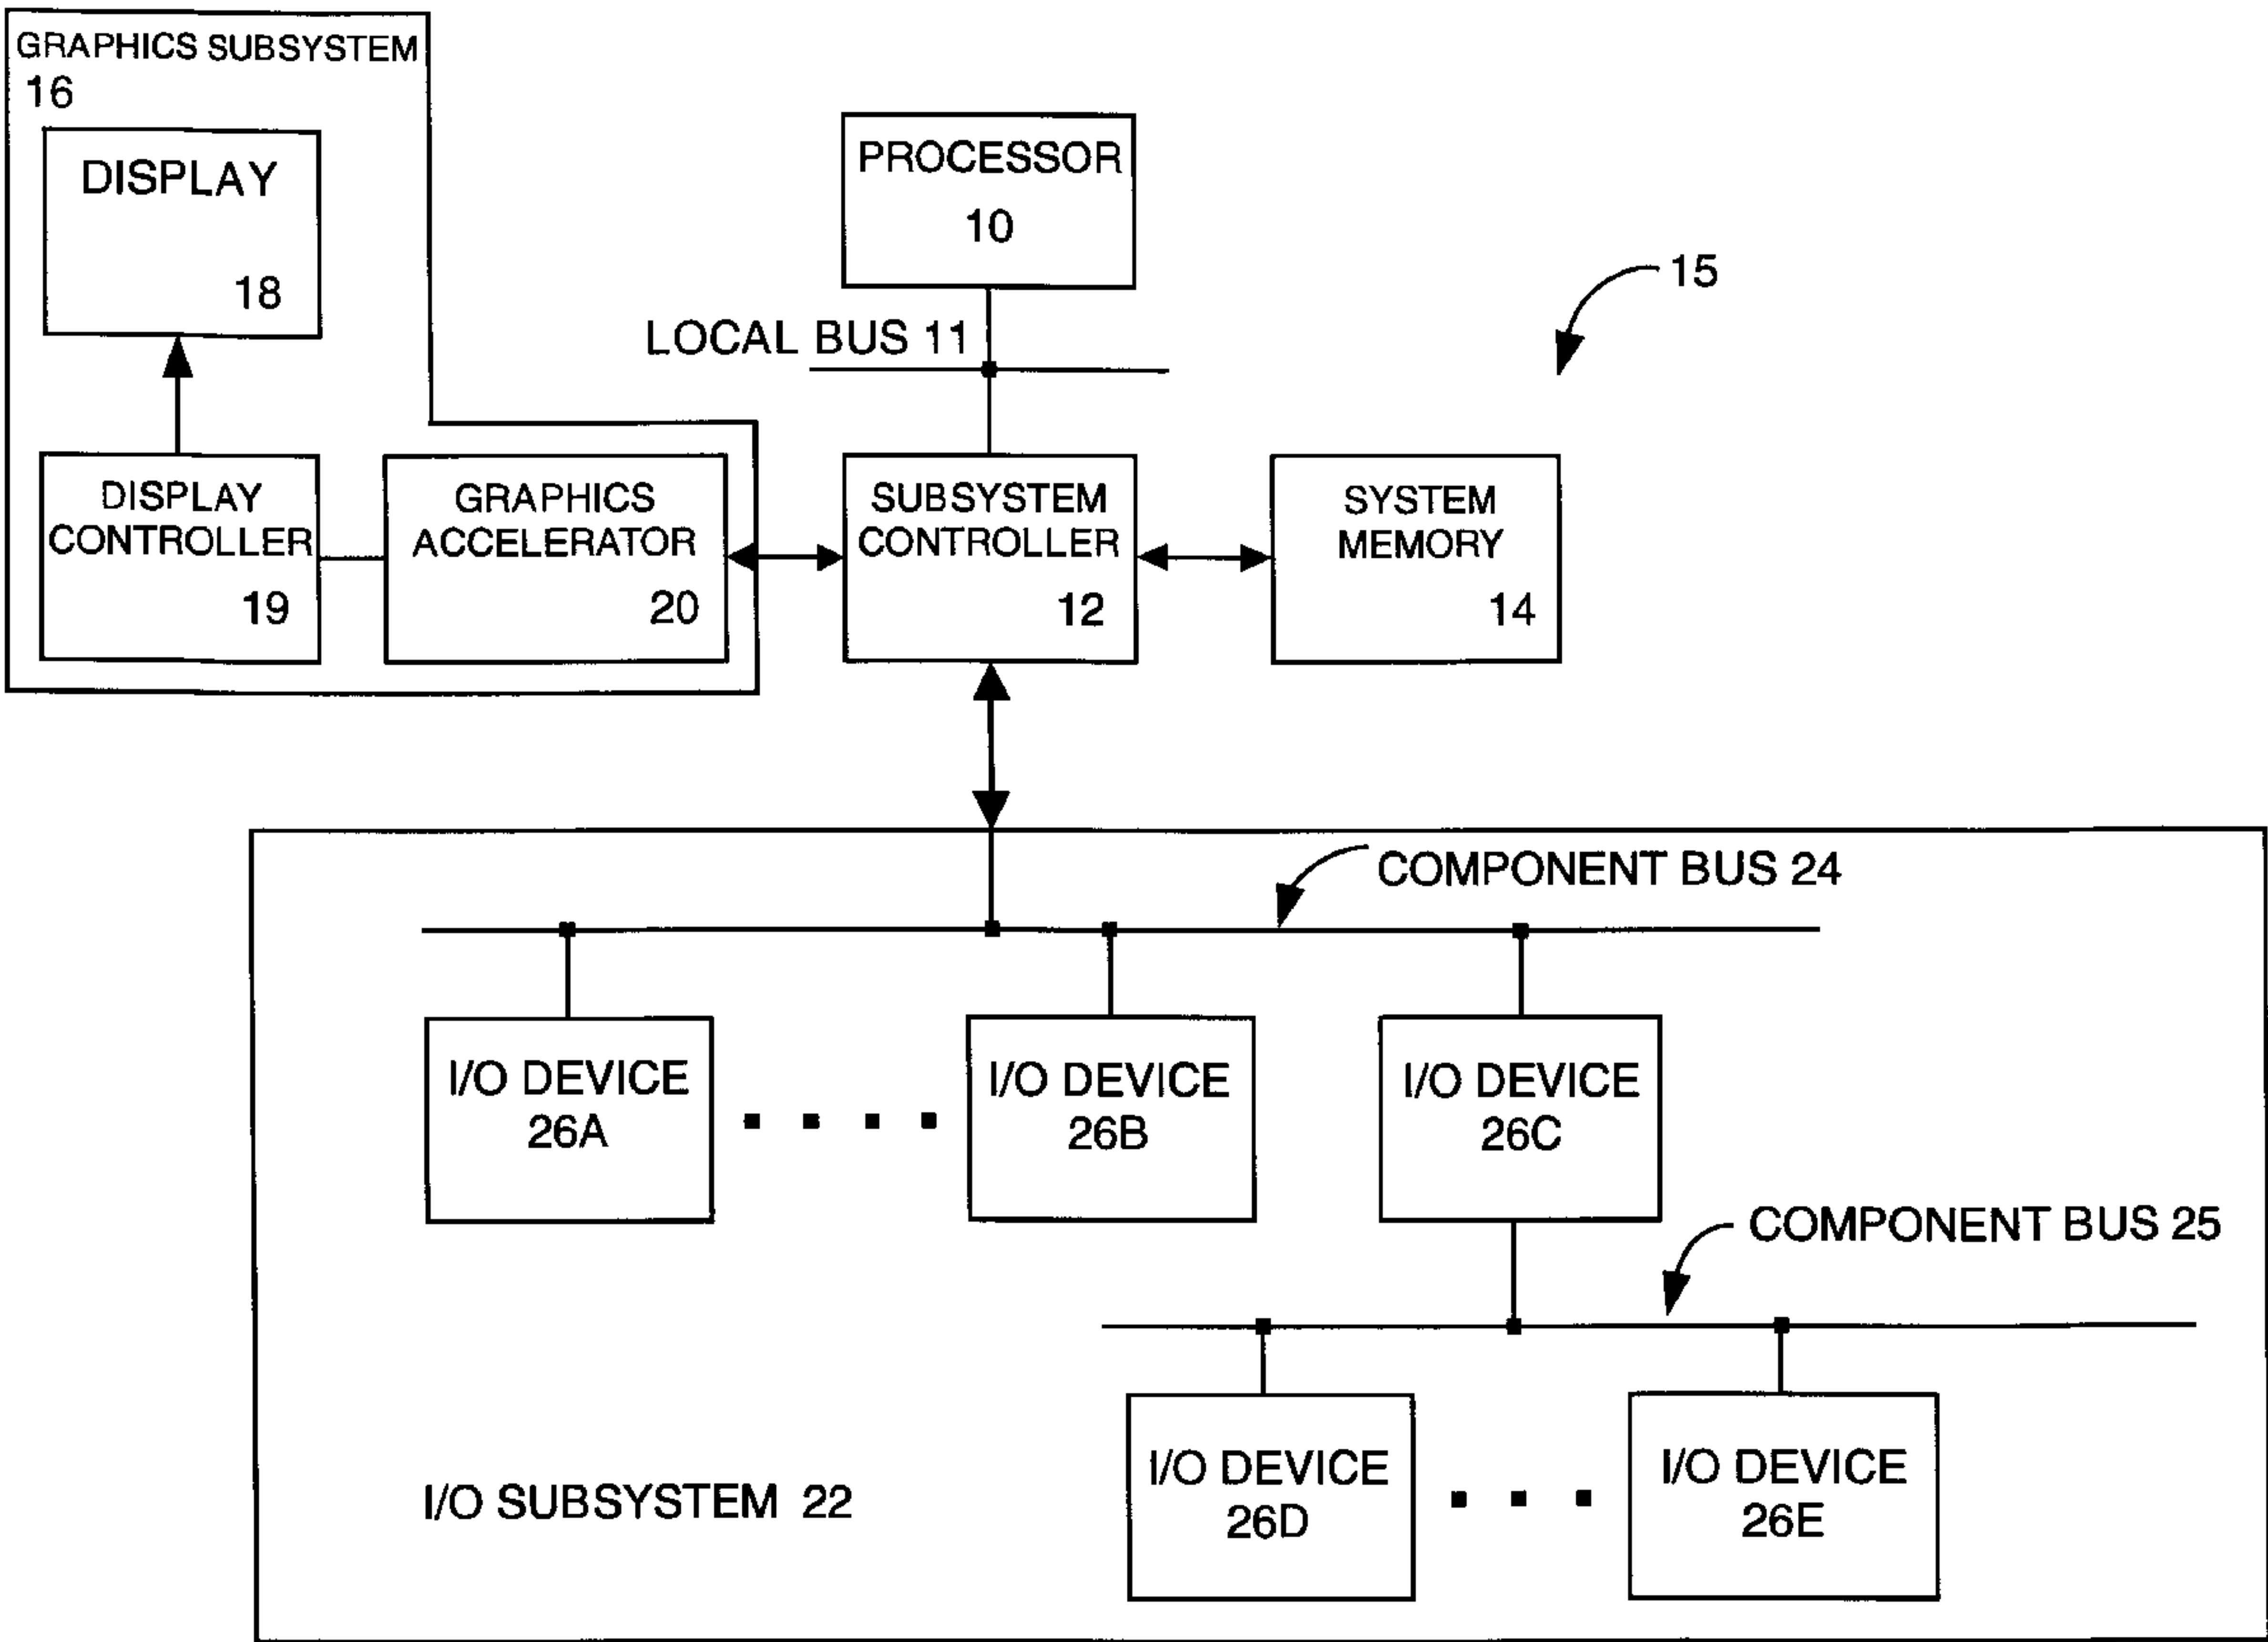 GRAPHICS SUBSYSTEM
16
DISPLAY
18
PROCESSOR
10
15
LOCAL BUS 11
DISPLAY
CONTROLLER
19
GRAPHICS
ACCELERATOR
20
SUBSYSTEM
CONTROLLER
12
SYSTEM
MEMORY
14
COMPONENT BUS 24
I/O DEVICE
26A
I/O DEVICE
26B
I/O DEVICE
26C
COMPONENT BUS 25
I/O DEVICE
26D
I/O DEVICE
26E
I/O SUBSYSTEM 22